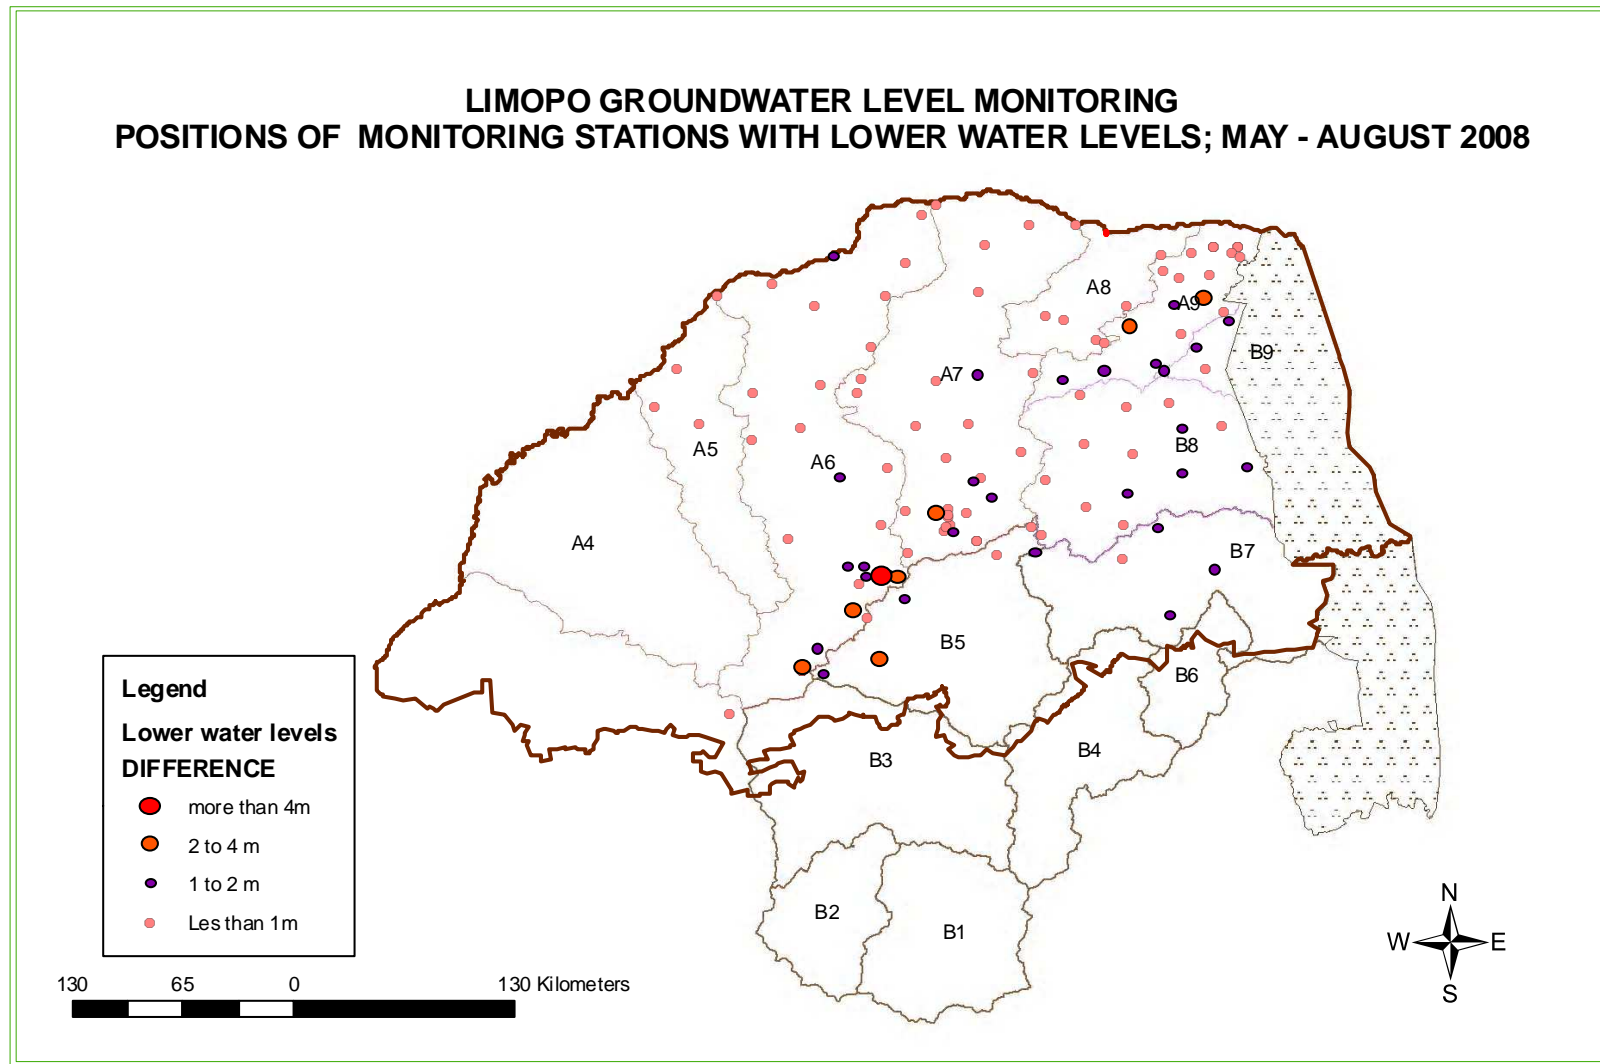 LIMOPO GROUNDWATER LEVEL MONITORING
POSITIONS OF MONITORING STATIONS WITH LOWER WATER LEVELS; MAY - AUGUST 2008
A8
A9
B9
A7
A5
A6
B8
A4
B7
B5
B6
B4
B3
B2
B1
Legend
Lower water levels
DIFFERENCE
more than 4m
2 to 4 m
1 to 2 m
Les than 1m
130 65 0 130 Kilometers
N
W E
S